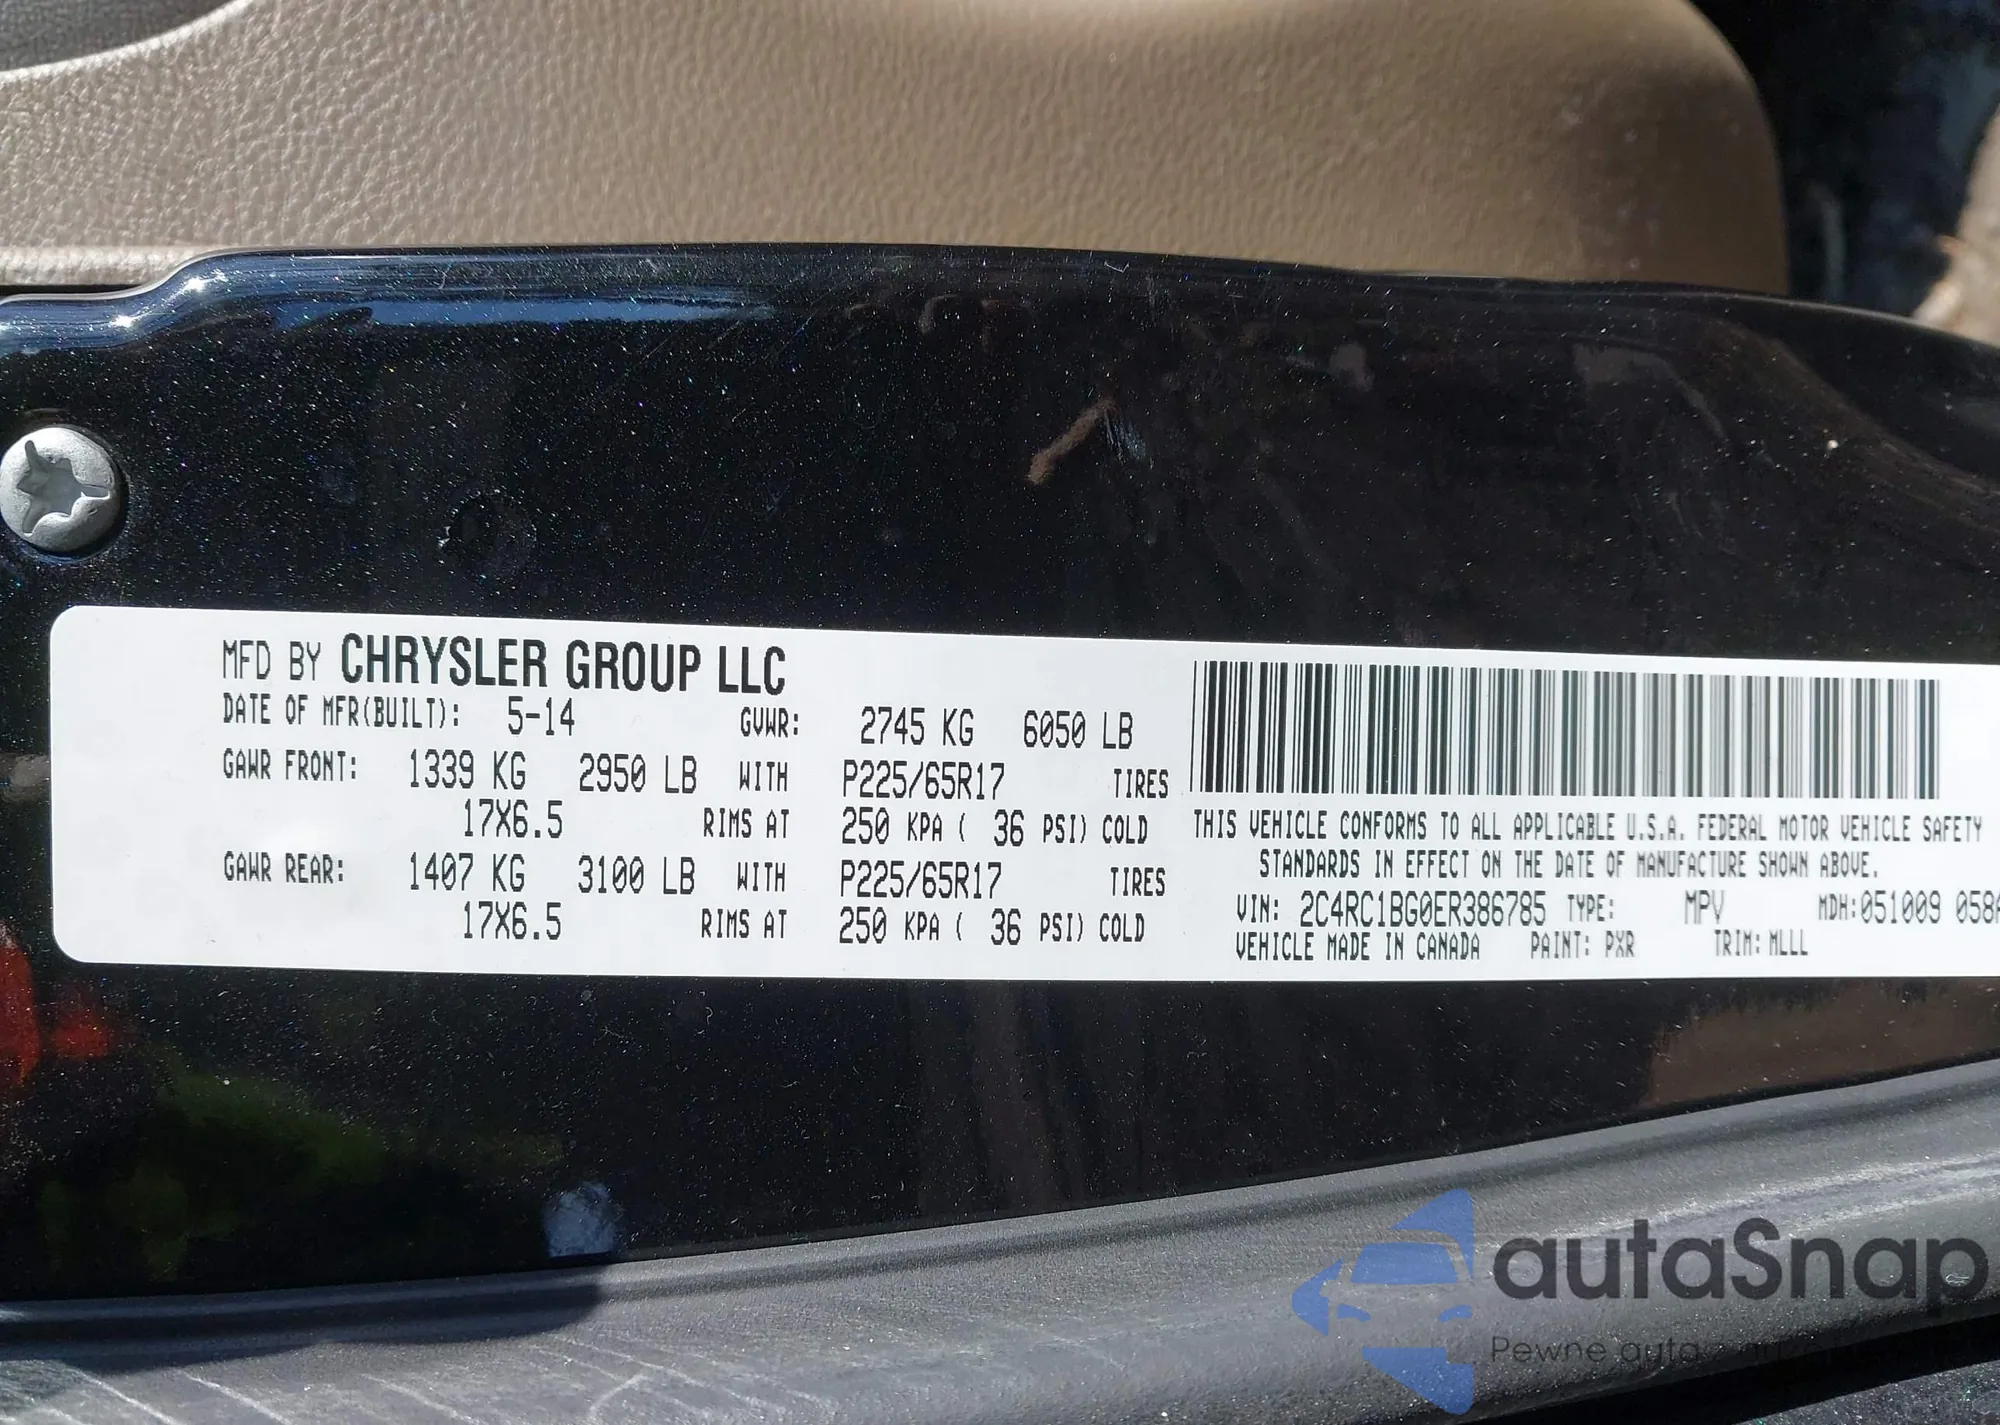 MFD BY CHRYSLER GROUP LLC
DATE OF MFR(BUILT): 5-14 GVWR: 2745 KG 6050 LB
GAWR FRONT: 1339 KG 2950 LB WITH P225/65R17 TIRES
17X6.5 RIMS AT 250 KPA ( 36 PSI) COLD
GAWR REAR: 1407 KG 3100 LB WITH P225/65R17 TIRES
17X6.5 RIMS AT 250 KPA ( 36 PSI) COLD
THIS VEHICLE CONFORMS TO ALL APPLICABLE U.S.A. FEDERAL MOTOR VEHICLE SAFETY
STANDARDS IN EFFECT ON THE DATE OF MANUFACTURE SHOWN ABOVE.
VIN: 2C4RC1BG0ER386785 TYPE: MPV MDH:051009 058
VEHICLE MADE IN CANADA PAINT: PXR TRIM: MLLL
autaSnap
Pewne auta